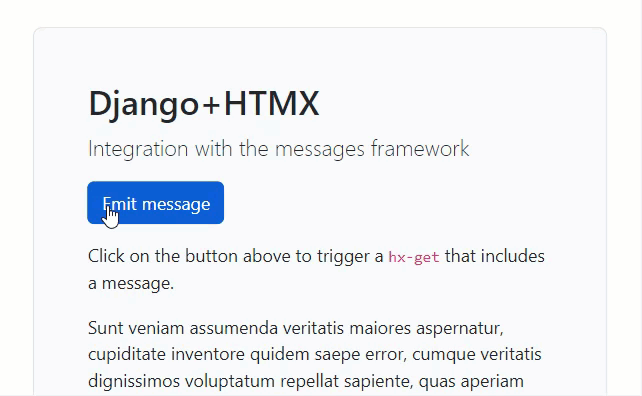 Django+HTMX
Integration with the messages framework
Emit message
Click on the button above to trigger a hx-get that includes
a message.
Sunt veniam assumenda veritatis maiores aspernatur,
cupiditate inventore quidem saepe error, cumque veritatis
dignissimos voluptatum repellat sapiente, quas aperiam